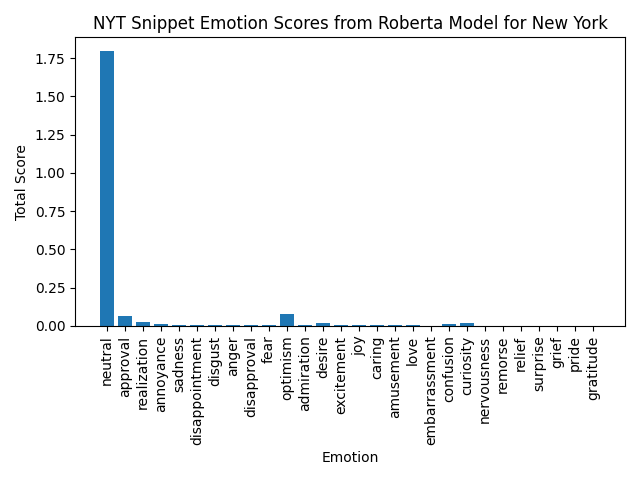 NYT Snippet Emotion Scores from Roberta Model for New York
Total Score
1.75
1.50
1.25
1.00
0.75
0.50
0.25
0.00
neutral
approval
realization
annoyance
sadness
disappointment
disgust
anger
disapproval
fear
optimism
admiration
desire
excitement
joy
caring
amusement
love
embarrassment
confusion
curiosity
nervousness
remorse
relief
surprise
grief
pride
gratitude
Emotion